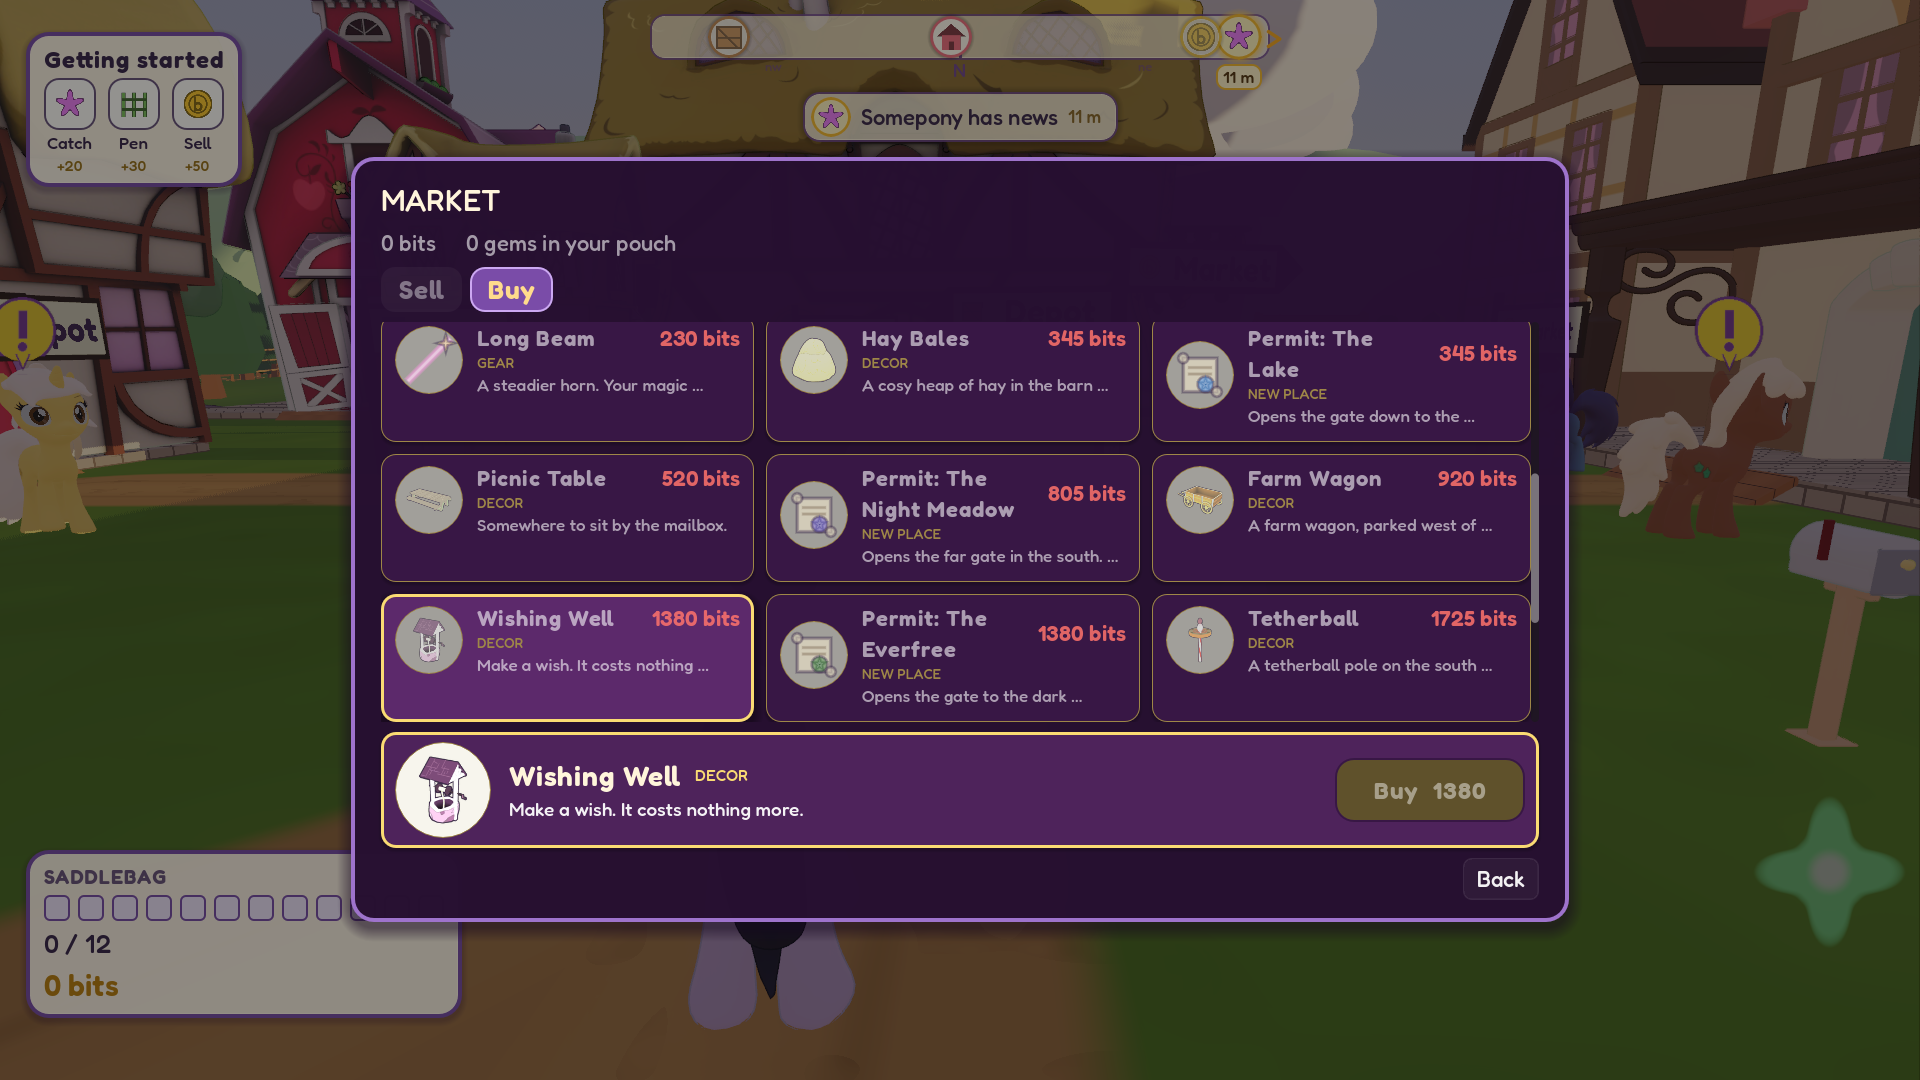 Getting started
Catch
Pen
Sell
+20
+30
+50
N
11 m
Somepony has news 11 m
MARKET
0 bits 0 gems in your pouch
Sell
Buy
Long Beam 230 bits
GEAR
A steadier horn. Your magic ...
Hay Bales 345 bits
DECOR
A cosy heap of hay in the barn ...
Permit: The
Lake
345 bits
NEW PLACE
Opens the gate down to the ...
Picnic Table 520 bits
DECOR
Somewhere to sit by the mailbox.
Permit: The
Night Meadow
805 bits
NEW PLACE
Opens the far gate in the south. ...
Farm Wagon 920 bits
DECOR
A farm wagon, parked west of ...
Wishing Well 1380 bits
DECOR
Make a wish. It costs nothing ...
Permit: The
Everfree
1380 bits
NEW PLACE
Opens the gate to the dark ...
Tetherball 1725 bits
DECOR
A tetherball pole on the south ...
Wishing Well DECOR
Make a wish. It costs nothing more.
Buy 1380
Back
SADDLEBAG
0 / 12
0 bits